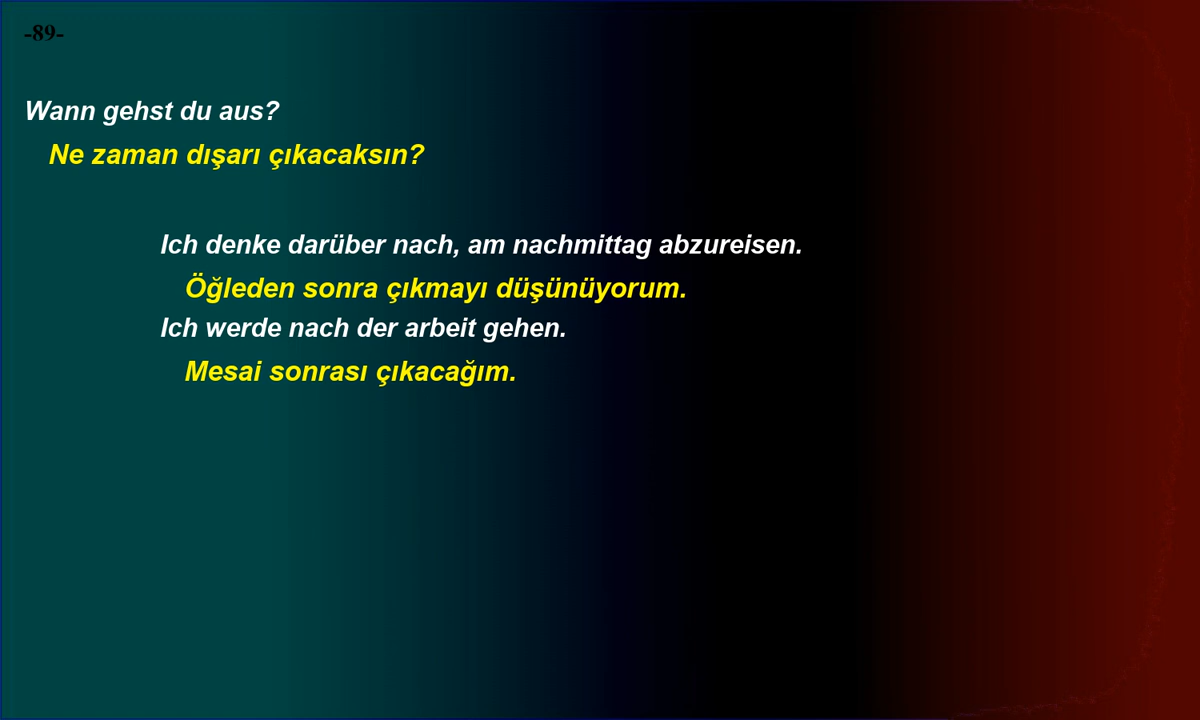 -89-
Wann gehst du aus?
Ne zaman dışarı çıkacaksın?
Ich denke darüber nach, am nachmittag abzureisen.
Öğleden sonra çıkmayı düşünüyorum.
Ich werde nach der arbeit gehen.
Mesai sonrası çıkacağım.